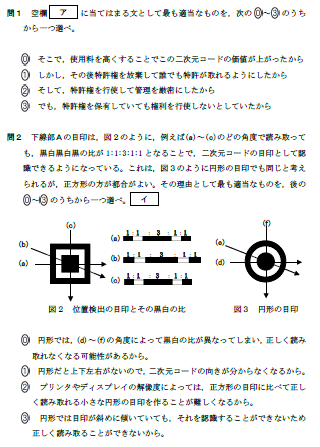 問1 空欄 ア に当てはまる文として最も適当なものを,次の⓪~③のうち
から一つ選べ。
⓪ そこで,使用料を高くすることでこの二次元コードの価値が上がったから
① しかし,その後特許権を放棄して誰でも特許が取れるようにしたから
② そして,特許権を行使して管理を厳密にしたから
③ でも,特許権を保有していても権利を行使しないとしていたから
問2 下線部Aの目印は,図2のように,例えば(a)~(c)のどの角度で読み取って
も,黒白黒白黒の比が1:1:3:1:1となることで,二次元コードの目印として認
識できるようになっている。これは,図3のように円形の目印でも同じと考え
られるが,正方形の方が都合がよい。その理由として最も適当なものを,後の
⓪~③のうちから一つ選べ。 イ
(c)
(b)
(a)
(a) 1:1 : 3 : 1:1
(b) 1:1 : 3 : 1:1
(c) 1:1 : 3 : 1:1
(f)
(e)
(d)
図2 位置検出の目印とその黒白の比
図3 円形の目印
⓪ 円形では,(d)~(f)の角度によって黒白の比が異なってしまい,正しく読み
取れなくなる可能性があるから。
① 円形だと上下左右がないので,二次元コードの向きが分からなくなるから。
② プリンタやディスプレイの解像度によっては,正方形の目印に比べて正し
く読み取れる小さな円形の目印を作ることが難しくなるから。
③ 円形では目印が斜めに傾いていても,それを認識することができないため
正しく読み取ることができないから。